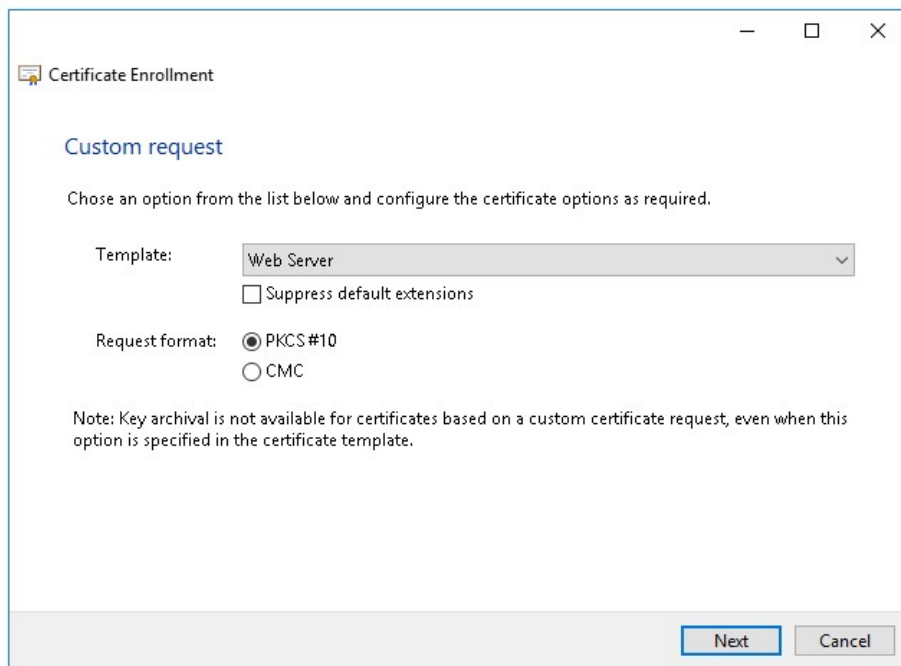 Certificate Enrollment
Custom request
Chose an option from the list below and configure the certificate options as required.
Template:
Web Server
Suppress default extensions
Request format:
PKCS #10
CMC
Note: Key archival is not available for certificates based on a custom certificate request, even when this
option is specified in the certificate template.
Next
Cancel